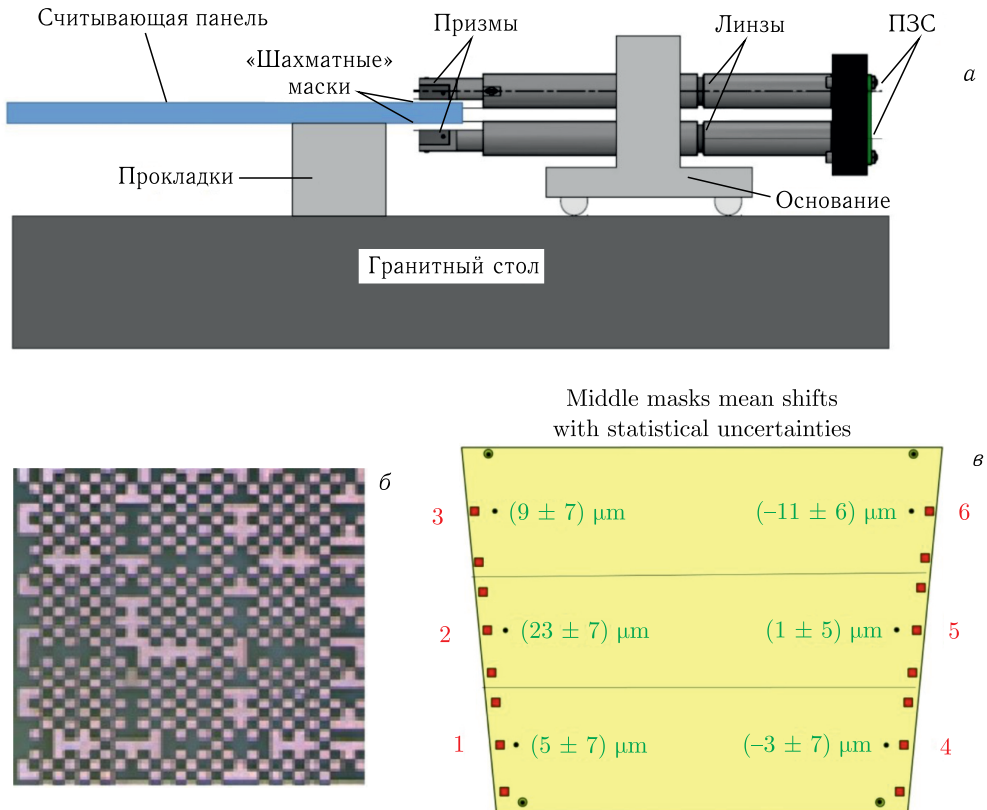 Считывающая панель
Призмы
Линзы
ПЗС
«Шахматные»
маски
а
Прокладки
Основание
Гранитный стол
Middle masks mean shifts
with statistical uncertainties
б
в
3 (9 ± 7) μm (–11 ± 6) μm 6
2 (23 ± 7) μm (1 ± 5) μm 5
1 (5 ± 7) μm (–3 ± 7) μm 4